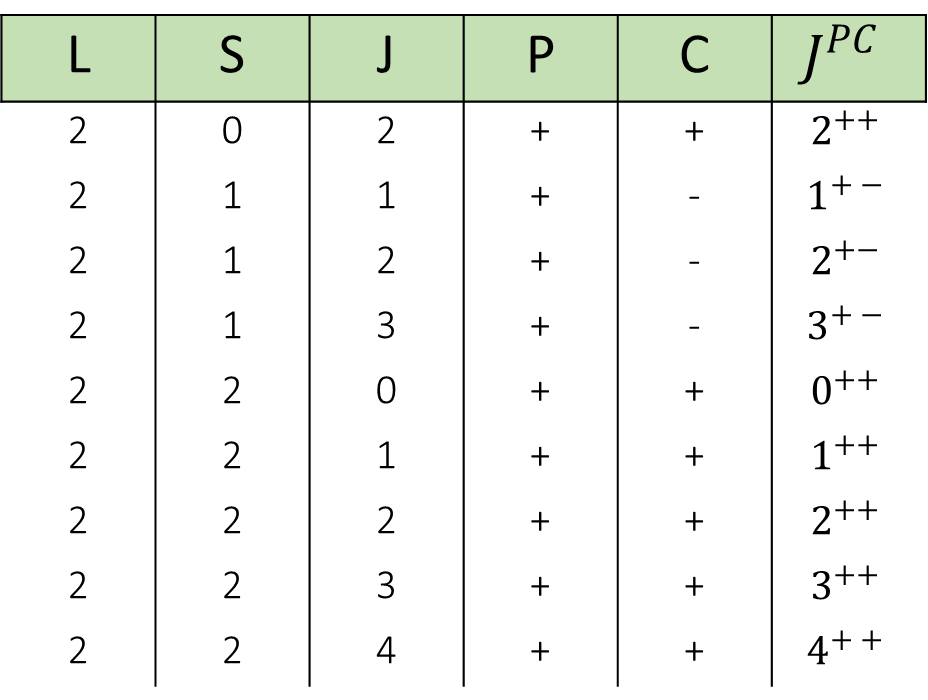 L S J P C J^{PC}
2 0 2 + + 2^{++}
2 1 1 + - 1^{+-}
2 1 2 + - 2^{+-}
2 1 3 + - 3^{+-}
2 2 0 + + 0^{++}
2 2 1 + + 1^{++}
2 2 2 + + 2^{++}
2 2 3 + + 3^{++}
2 2 4 + + 4^{++}